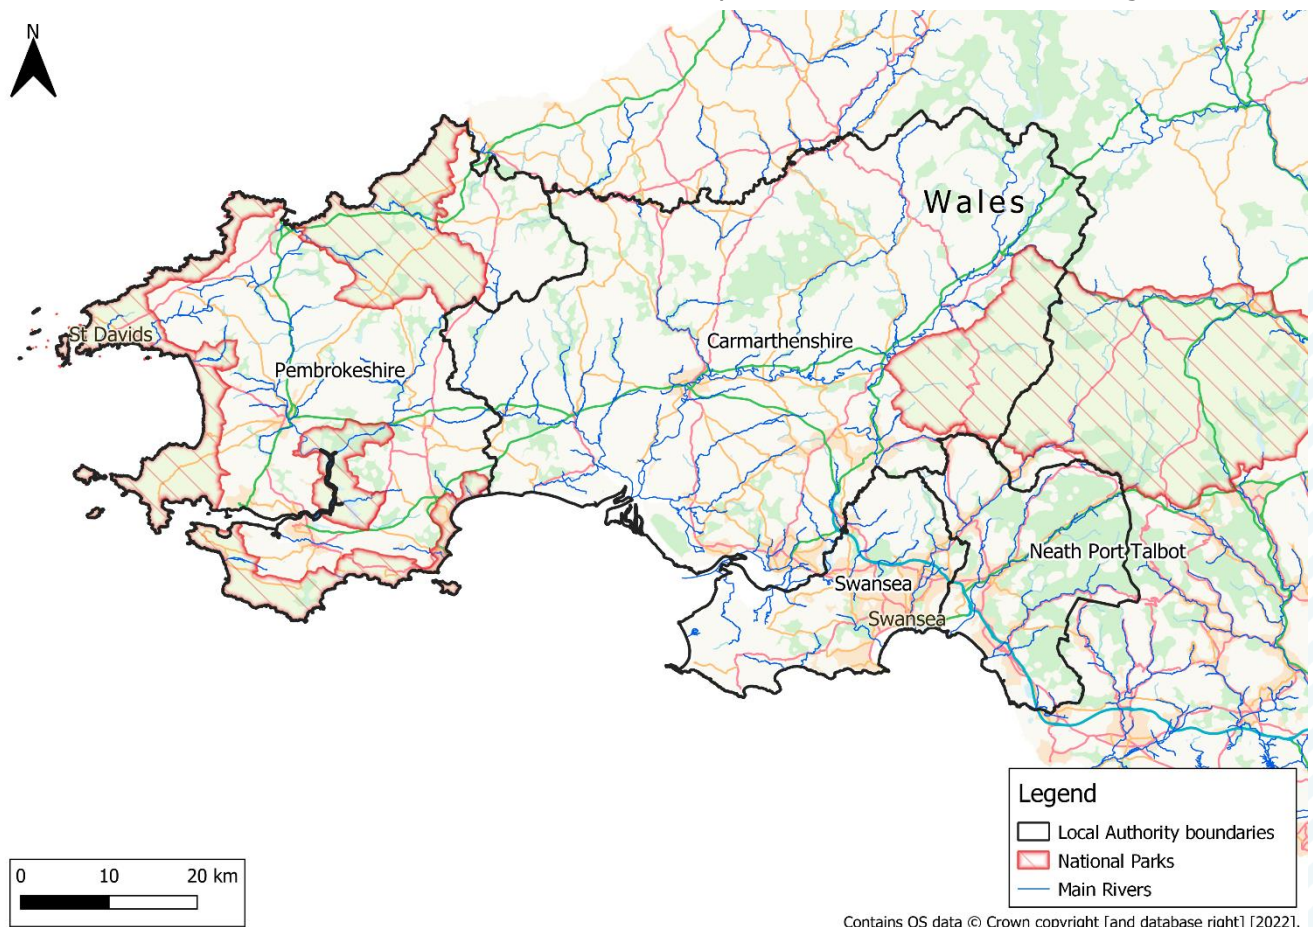 N
Wales
St Davids
Pembrokeshire
Carmarthenshire
Neath Port Talbot
Swansea
Swansea
Legend
Local Authority boundaries
National Parks
Main Rivers
0 10 20 km
Contains OS data © Crown copyright [and database right] [2022].